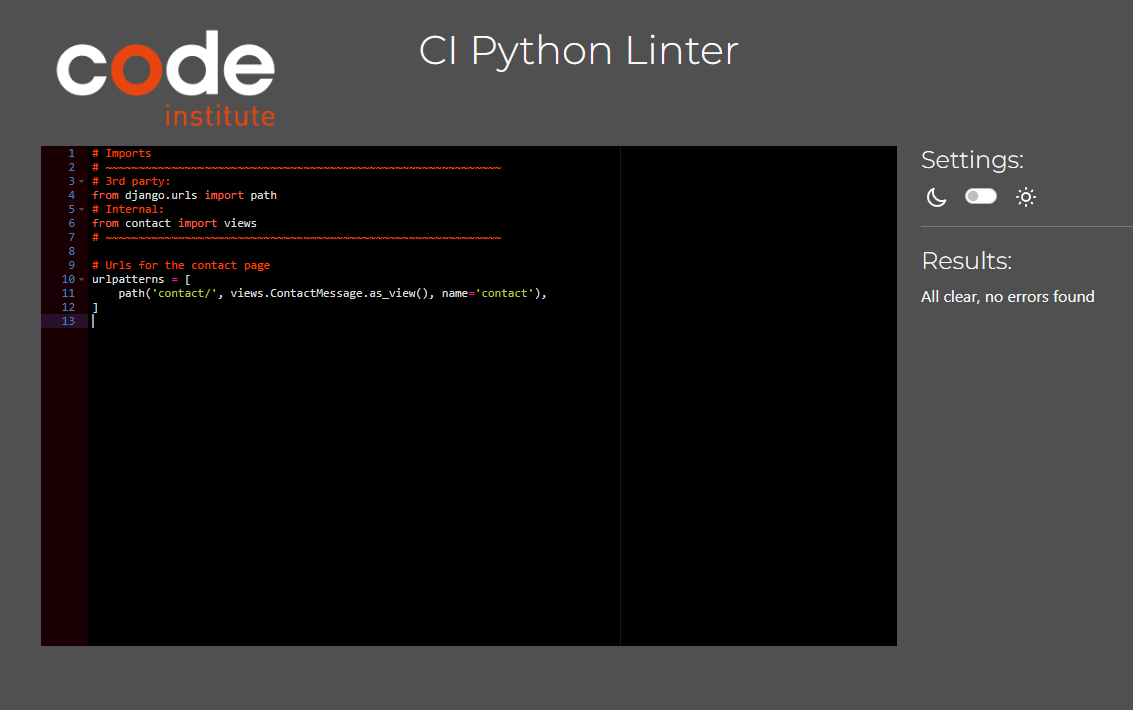 code
institute
CI Python Linter
1 # Imports
2 # ~~~~~~~~~~~~~~~~~~~~~~~~~~~~~~~~~~~~~~~~~~~~~~~~~~~~~~~~~~~~
3 # 3rd party:
4 from django.urls import path
5 # Internal:
6 from contact import views
7 # ~~~~~~~~~~~~~~~~~~~~~~~~~~~~~~~~~~~~~~~~~~~~~~~~~~~~~~~~~~~~
8
9 # Urls for the contact page
10 urlpatterns = [
11     path('contact/', views.ContactMessage.as_view(), name='contact'),
12 ]
13
Settings:
Results:
All clear, no errors found